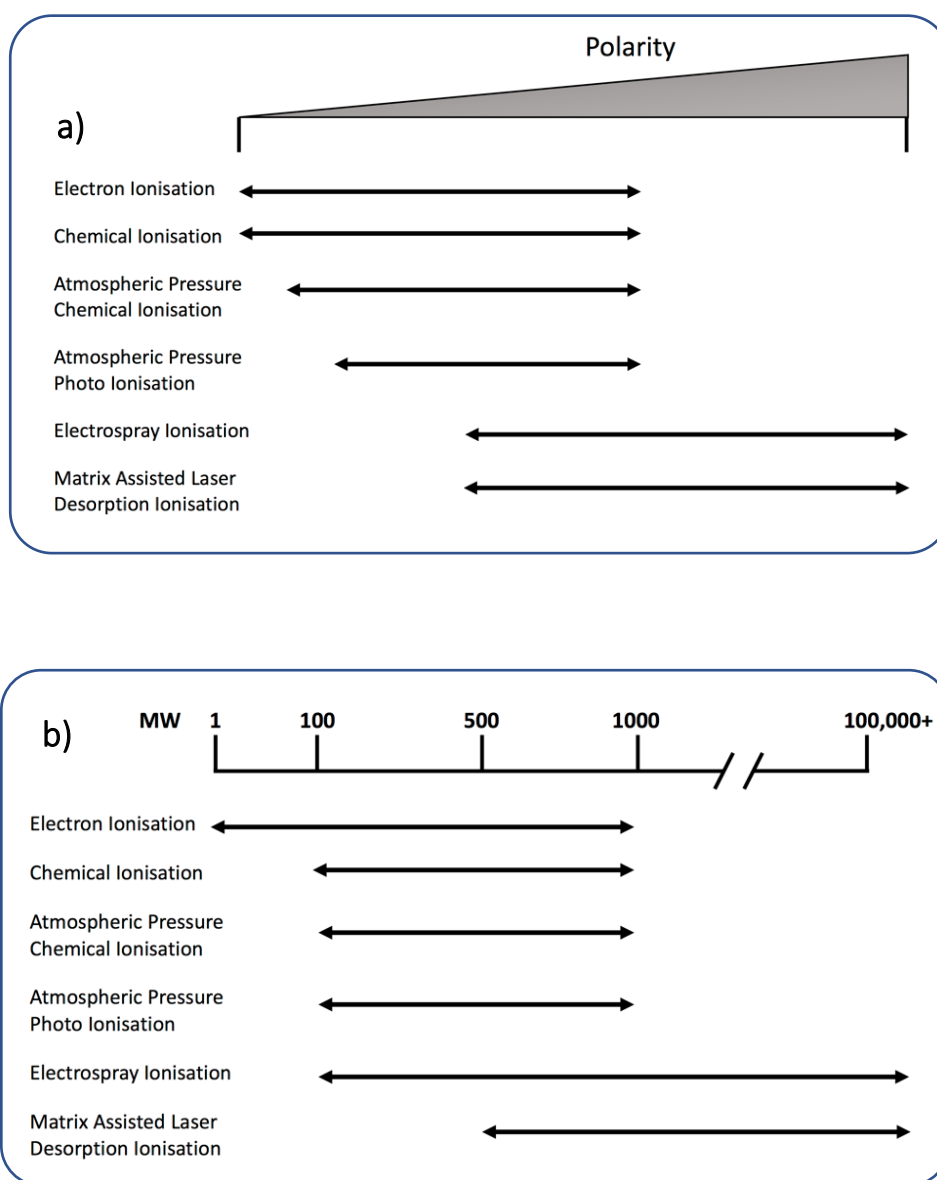 Polarity
a)
Electron Ionisation
Chemical Ionisation
Atmospheric Pressure
Chemical Ionisation
Atmospheric Pressure
Photo Ionisation
Electrospray Ionisation
Matrix Assisted Laser
Desorption Ionisation
b)
MW 1 100 500 1000 100,000+
Electron Ionisation
Chemical Ionisation
Atmospheric Pressure
Chemical Ionisation
Atmospheric Pressure
Photo Ionisation
Electrospray Ionisation
Matrix Assisted Laser
Desorption Ionisation